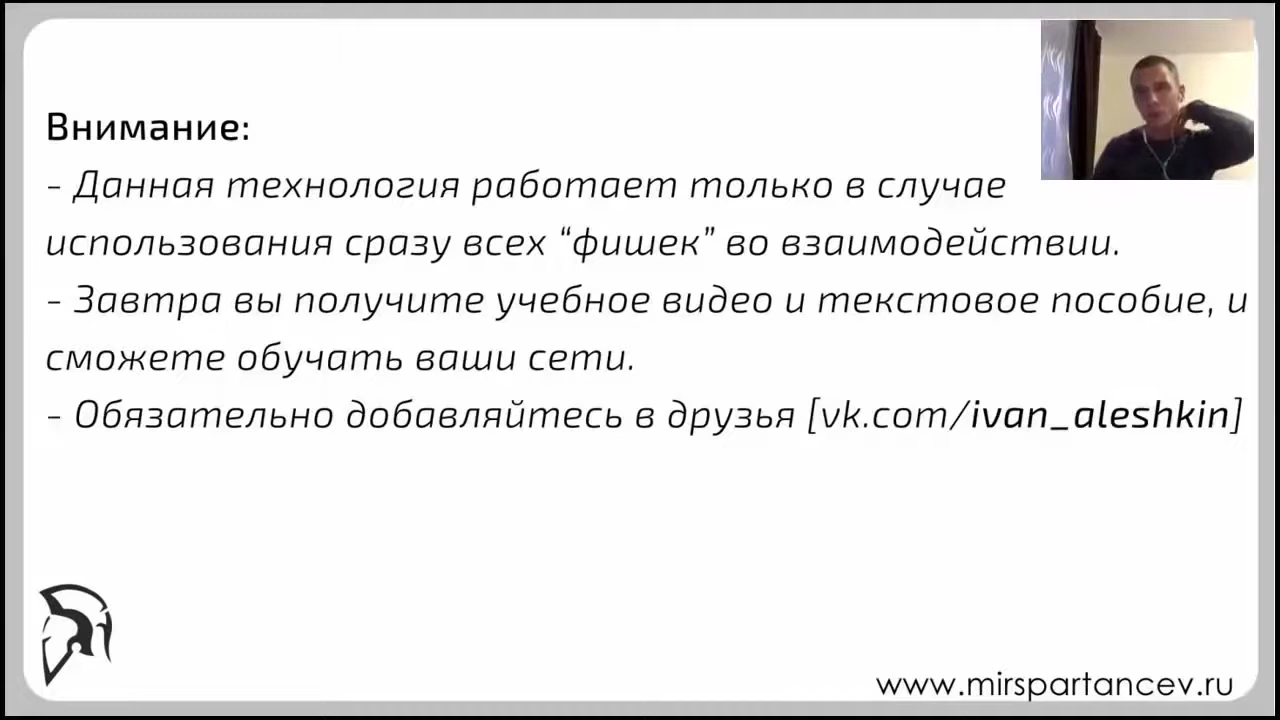 Внимание:
- Данная технология работает только в случае
использования сразу всех “фишек” во взаимодействии.
- Завтра вы получите учебное видео и текстовое пособие, и
сможете обучать ваши сети.
- Обязательно добавляйтесь в друзья [vk.com/ivan_aleshkin]
www.mirspartancev.ru